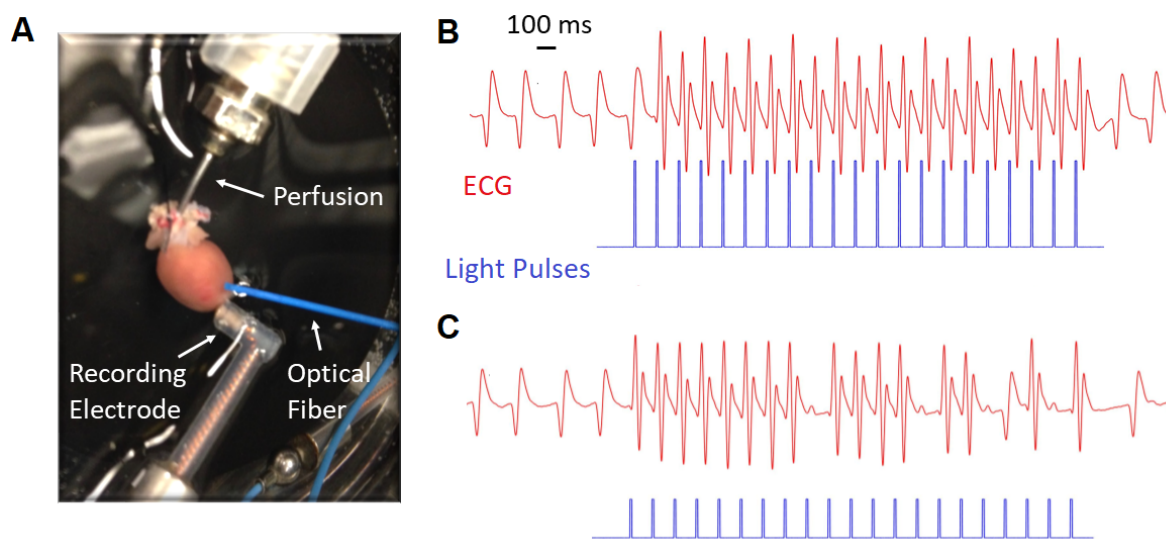 A
Perfusion
Recording
Electrode
Optical
Fiber
B
100 ms
ECG
Light Pulses
C